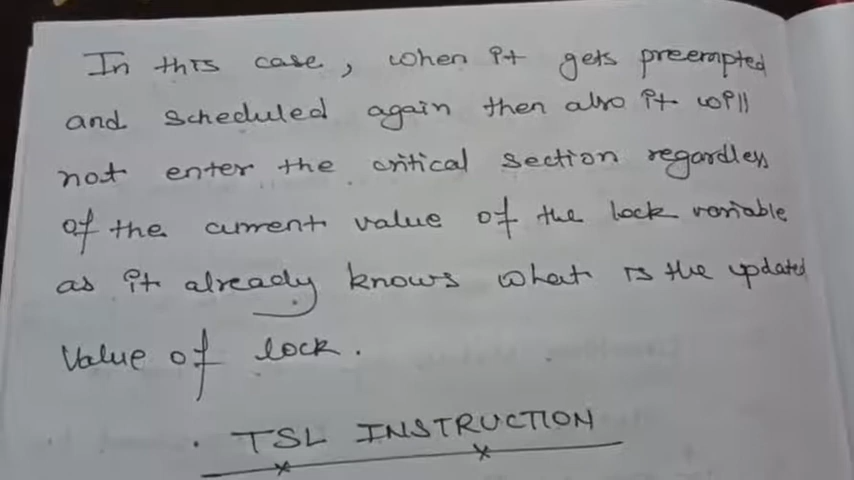 In this case, when it gets preempted
and scheduled again then also it will
not enter the critical section regardless
of the current value of the lock variable
as it already knows what is the updated
value of lock.
. TSL INSTRUCTION